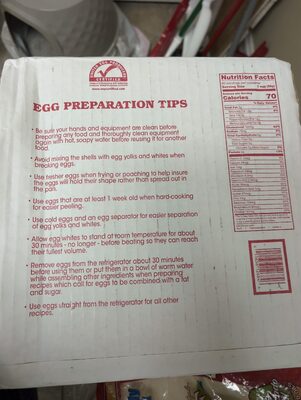 CERTIFIED
EGG PREPARATION TIPS
• Be sure your hands and equipment are clean before
preparing any food and thoroughly clean equipment
again with hot, soapy water before reusing it for another
food.
• Avoid mixing the shells with egg yolks and whites when
breaking eggs.
• Use fresher eggs when frying or poaching to help insure
the eggs will hold their shape rather than spread out in
the pan.
• Use eggs that are at least 1 week old when hard-cooking
for easier peeling.
• Use cold eggs and an egg separator for easier separation
of egg yolks and whites.
• Allow egg whites to stand at room temperature for about
30 minutes - no longer - before beating so they can reach
their fullest volume.
• Remove eggs from the refrigerator about 30 minutes
before using them or put them in a bowl of warm water
while assembling other ingredients when preparing
recipes which call for eggs to be combined with a fat
and sugar.
• Use eggs straight from the refrigerator for all other
recipes.
Nutrition Facts
Serving Size 1 egg
Calories 70